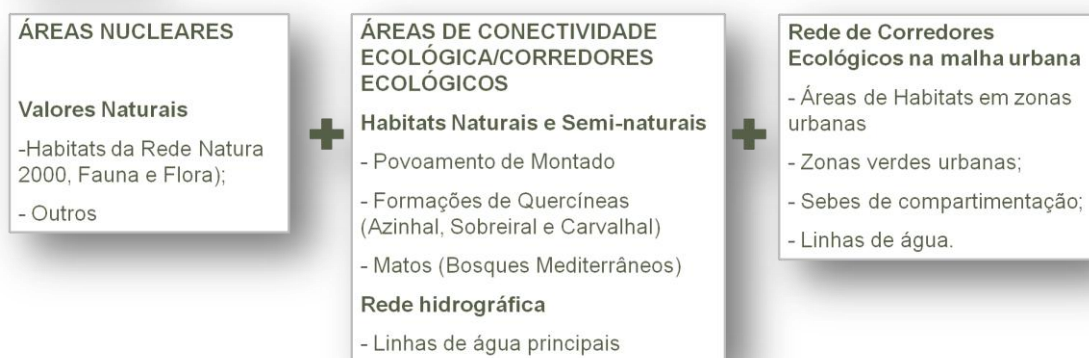 ÁREAS NUCLEARES
Valores Naturais
-Habitats da Rede Natura
2000, Fauna e Flora);
- Outros
ÁREAS DE CONECTIVIDADE
ECOLÓGICA/CORREDORES
ECOLÓGICOS
Habitats Naturais e Semi-naturais
- Povoamento de Montado
- Formações de Quercíneas
(Azinhal, Sobreiral e Carvalhal)
- Matos (Bosques Mediterrâneos)
Rede hidrográfica
- Linhas de água principais
Rede de Corredores
Ecológicos na malha urbana
- Áreas de Habitats em zonas
urbanas
- Zonas verdes urbanas;
- Sebes de compartimentação;
- Linhas de água.